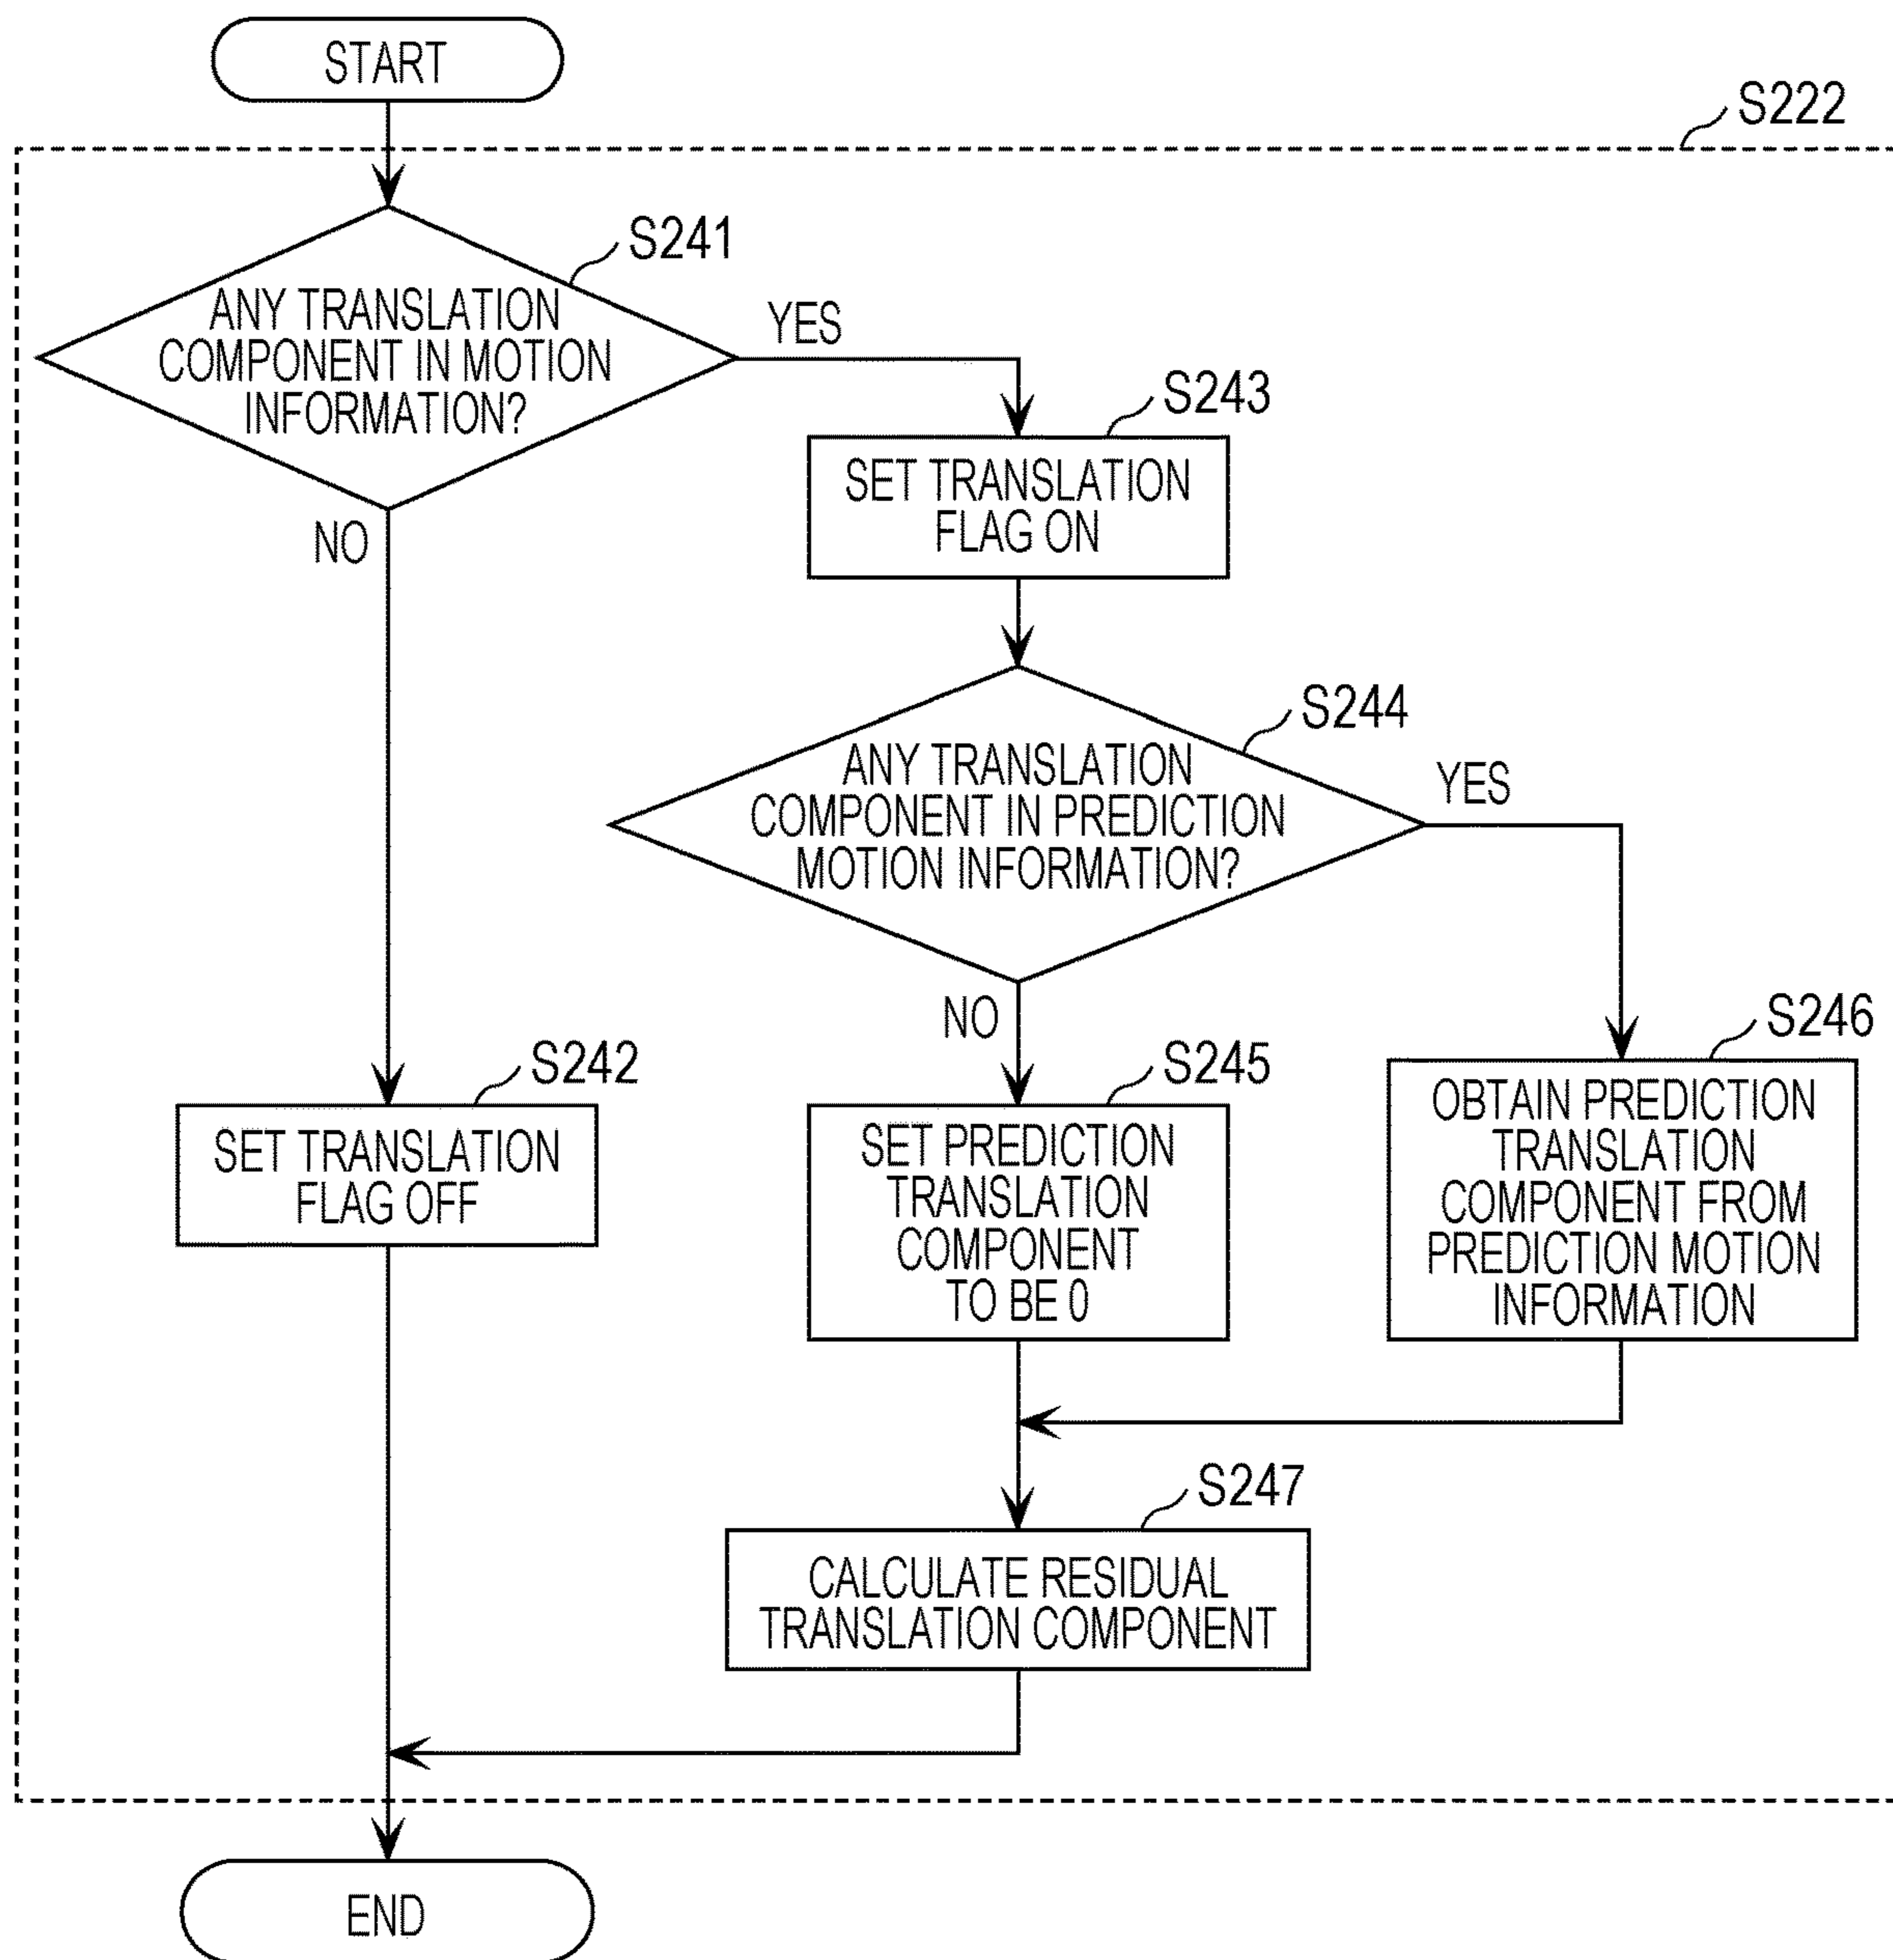 START
S222
S241
ANY TRANSLATION
COMPONENT IN MOTION
INFORMATION?
YES
NO
S243
SET TRANSLATION
FLAG ON
S244
ANY TRANSLATION
COMPONENT IN PREDICTION
MOTION INFORMATION?
YES
NO
S242
SET TRANSLATION
FLAG OFF
S245
SET PREDICTION
TRANSLATION
COMPONENT
TO BE 0
S246
OBTAIN PREDICTION
TRANSLATION
COMPONENT FROM
PREDICTION MOTION
INFORMATION
S247
CALCULATE RESIDUAL
TRANSLATION COMPONENT
END